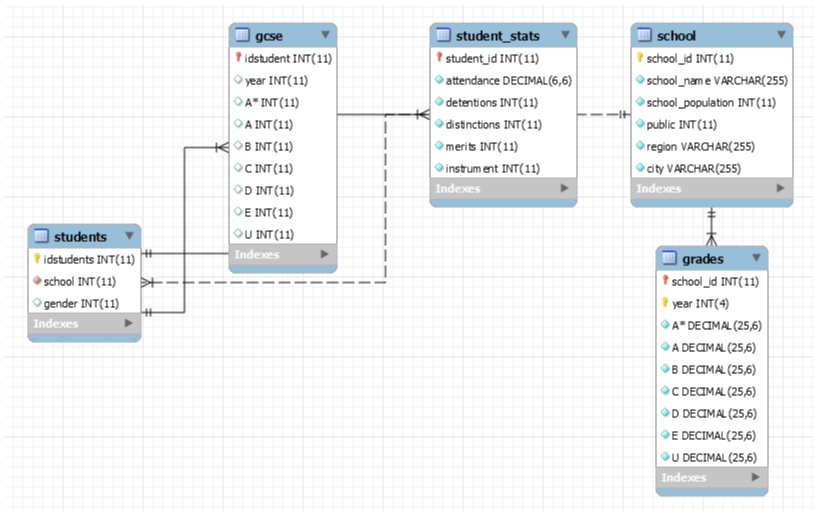 gcse
idstudent INT(11)
year INT(11)
A* INT(11)
A INT(11)
B INT(11)
C INT(11)
D INT(11)
E INT(11)
U INT(11)
Indexes
student_stats
student_id INT(11)
attendance DECIMAL(6,6)
detentions INT(11)
distinctions INT(11)
merits INT(11)
instrument INT(11)
Indexes
school
school_id INT(11)
school_name VARCHAR(255)
school_population INT(11)
public INT(11)
region VARCHAR(255)
city VARCHAR(255)
Indexes
students
idstudents INT(11)
school INT(11)
gender INT(11)
Indexes
grades
school_id INT(11)
year INT(4)
A* DECIMAL(25,6)
A DECIMAL(25,6)
B DECIMAL(25,6)
C DECIMAL(25,6)
D DECIMAL(25,6)
E DECIMAL(25,6)
U DECIMAL(25,6)
Indexes